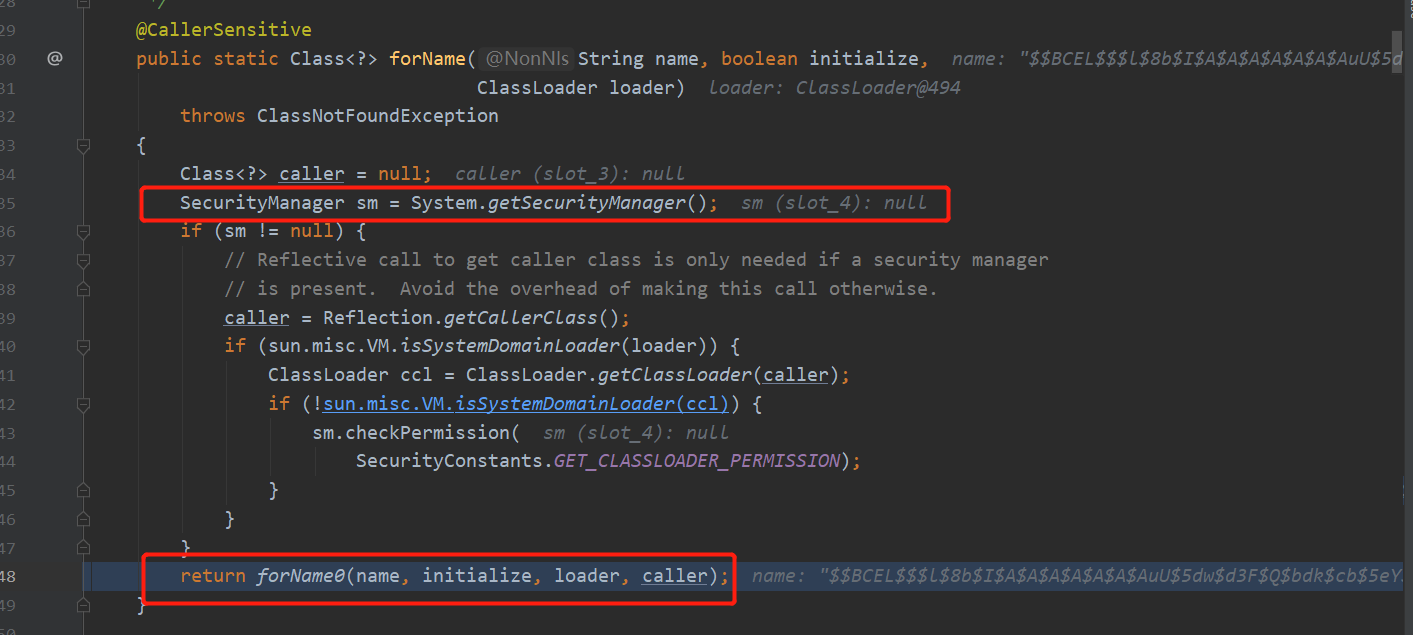 28 */
29 @CallerSensitive
30 @ public static Class<?> forName( @NonNls String name, boolean initialize, name: "$$BCEL$$$l$8b$I$A$A$A$A$A$A$AuU$5d
31 ClassLoader loader) loader: ClassLoader@494
32 throws ClassNotFoundException
33 {
34 Class<?> caller = null; caller (slot_3): null
35 SecurityManager sm = System.getSecurityManager(); sm (slot_4): null
36 if (sm != null) {
37 // Reflective call to get caller class is only needed if a security manager
38 // is present.  Avoid the overhead of making this call otherwise.
39 caller = Reflection.getCallerClass();
40 if (sun.misc.VM.isSystemDomainLoader(loader)) {
41 ClassLoader ccl = ClassLoader.getClassLoader(caller);
42 if (!sun.misc.VM.isSystemDomainLoader(ccl)) {
43 sm.checkPermission( sm (slot_4): null
44 SecurityConstants.GET_CLASSLOADER_PERMISSION);
45 }
46 }
47 }
48 return forName0(name, initialize, loader, caller); name: "$$BCEL$$$l$8b$I$A$A$A$A$A$A$AuU$5dw$d3F$Q$bdk$cb$5eY
49 }
50